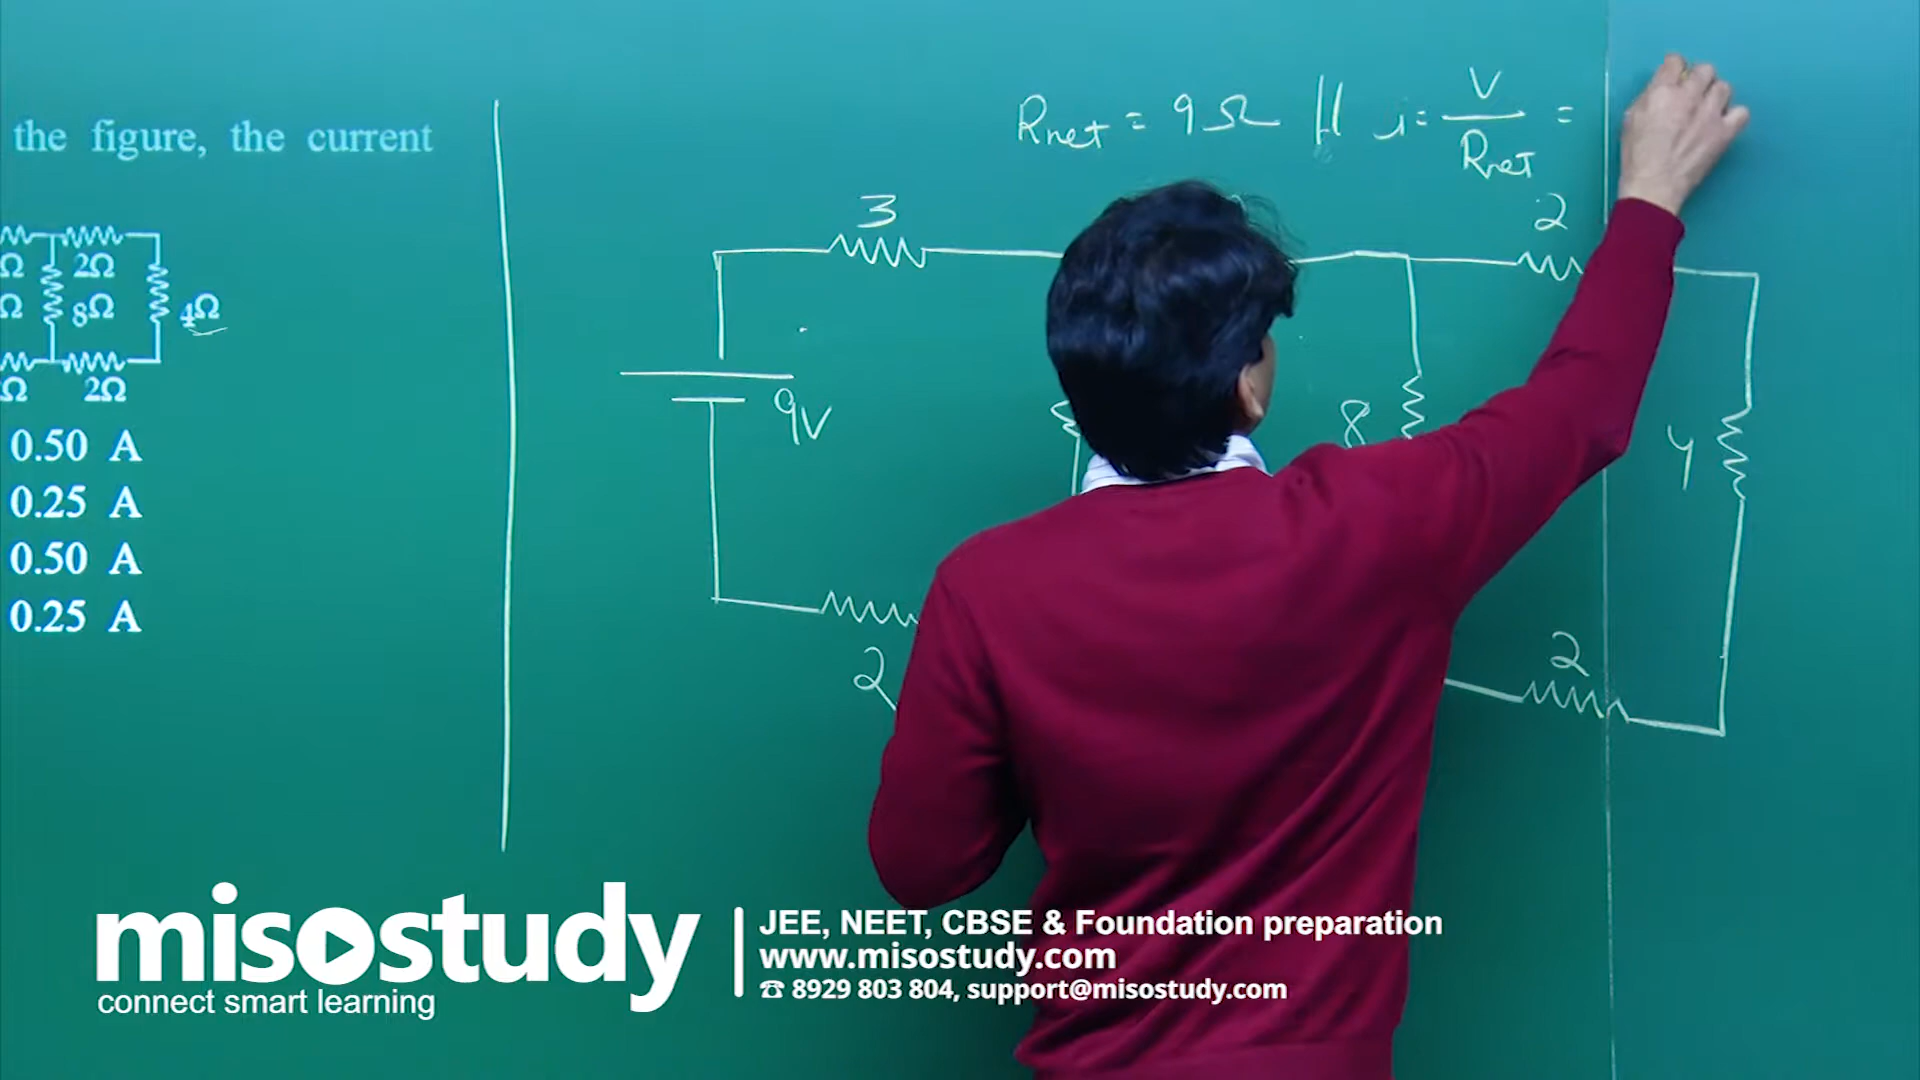 the figure, the current
Ω 2Ω
Ω 8Ω 4Ω
Ω 2Ω
0.50 A
0.25 A
0.50 A
0.25 A
Rnet = 9Ω i = V / Rnet =
3 2
9V 8 4
2 2
misostudy
connect smart learning
JEE, NEET, CBSE & Foundation preparation
www.misostudy.com
☎ 8929 803 804, support@misostudy.com